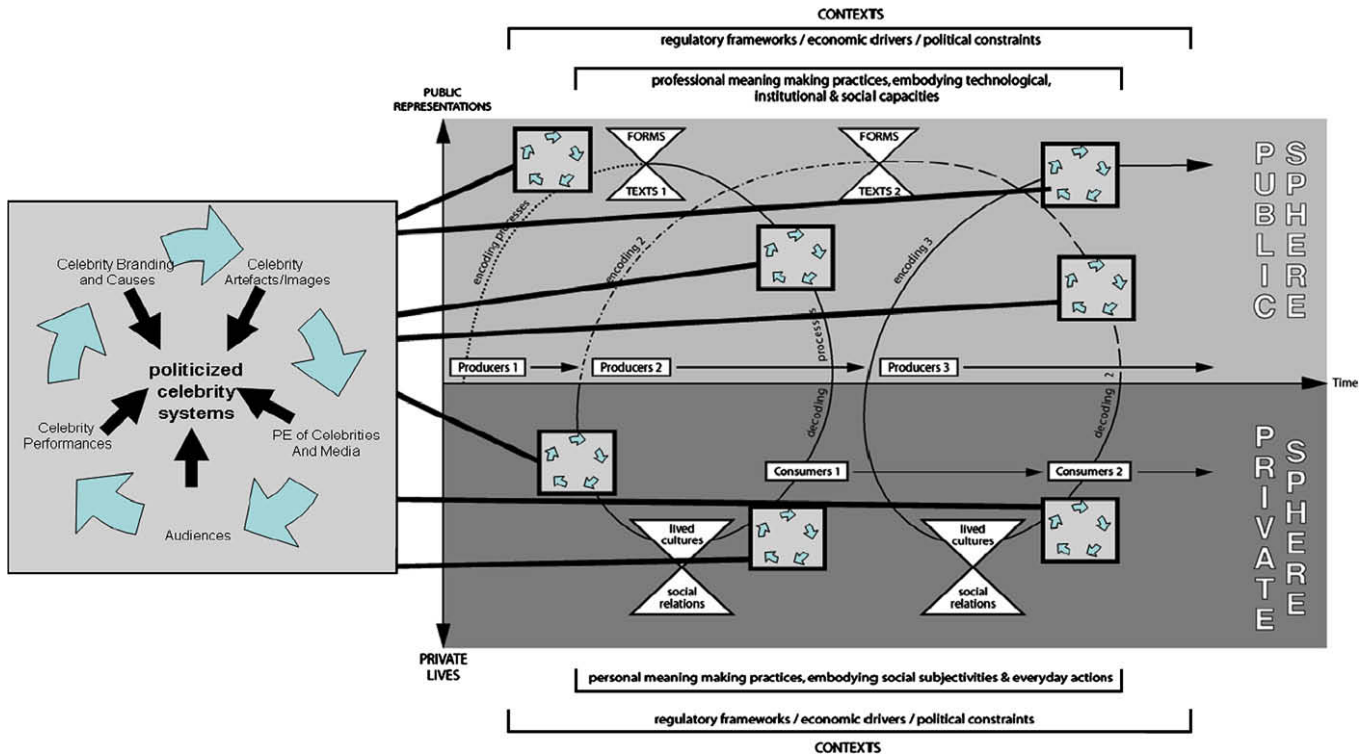 CONTEXTS
regulatory frameworks / economic drivers / political constraints
professional meaning making practices, embodying technological,
institutional & social capacities
PUBLIC
REPRESENTATIONS
FORMS
TEXTS 1
FORMS
TEXTS 2
encoding processes
encoding 2
encoding 3
decoding processes
decoding 2
Producers 1
Producers 2
Producers 3
Time
PUBLIC
SPHERE
Celebrity Branding
and Causes
Celebrity
Artefacts/Images
politicized
celebrity
systems
Celebrity
Performances
PE of Celebrities
And Media
Audiences
Consumers 1
Consumers 2
lived
cultures
social
relations
lived
cultures
social
relations
PRIVATE
SPHERE
PRIVATE
LIVES
personal meaning making practices, embodying social subjectivities & everyday actions
regulatory frameworks / economic drivers / political constraints
CONTEXTS